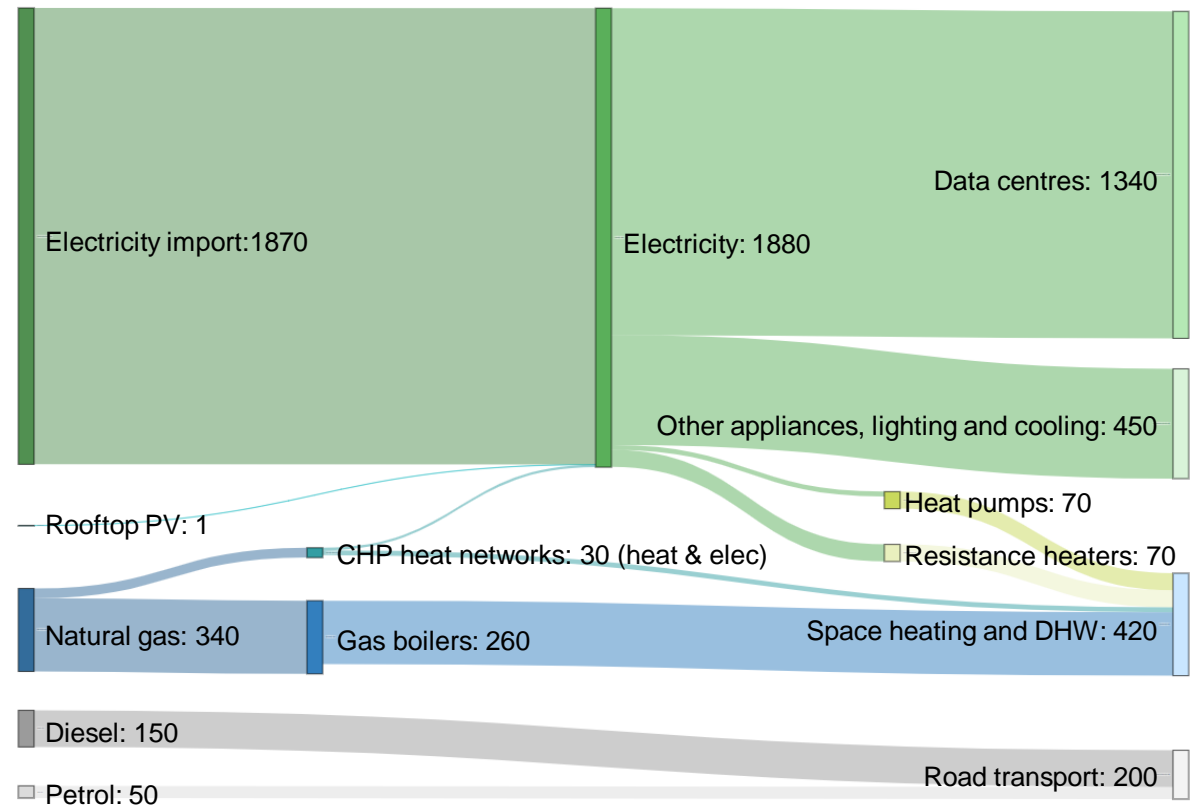 Data centres: 1340
Electricity import:1870
Electricity: 1880
Other appliances, lighting and cooling: 450
Heat pumps: 70
Rooftop PV: 1
CHP heat networks: 30 (heat & elec)
Resistance heaters: 70
Natural gas: 340
Gas boilers: 260
Space heating and DHW: 420
Diesel: 150
Road transport: 200
Petrol: 50